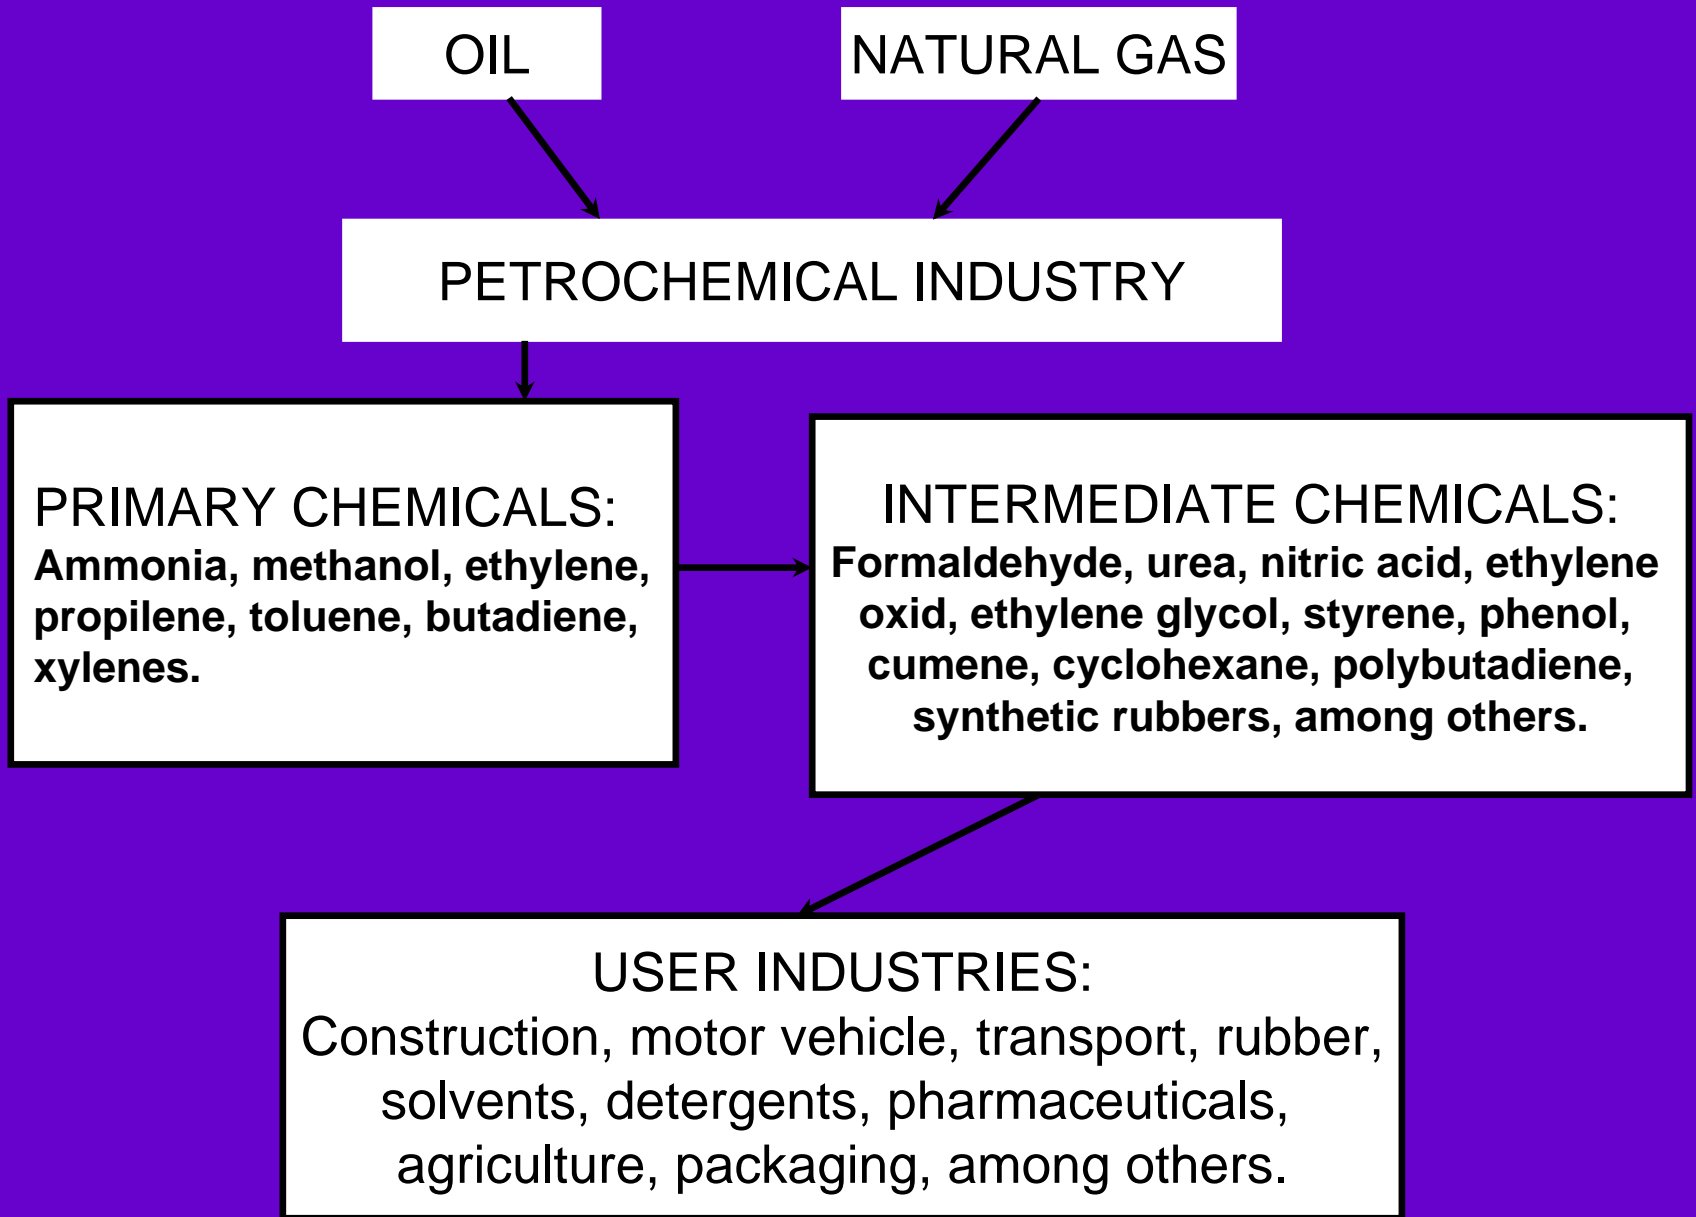 OIL
NATURAL GAS
PETROCHEMICAL INDUSTRY
PRIMARY CHEMICALS:
Ammonia, methanol, ethylene,
propilene, toluene, butadiene,
xylenes.
INTERMEDIATE CHEMICALS:
Formaldehyde, urea, nitric acid, ethylene
oxid, ethylene glycol, styrene, phenol,
cumene, cyclohexane, polybutadiene,
synthetic rubbers, among others.
USER INDUSTRIES:
Construction, motor vehicle, transport, rubber,
solvents, detergents, pharmaceuticals,
agriculture, packaging, among others.